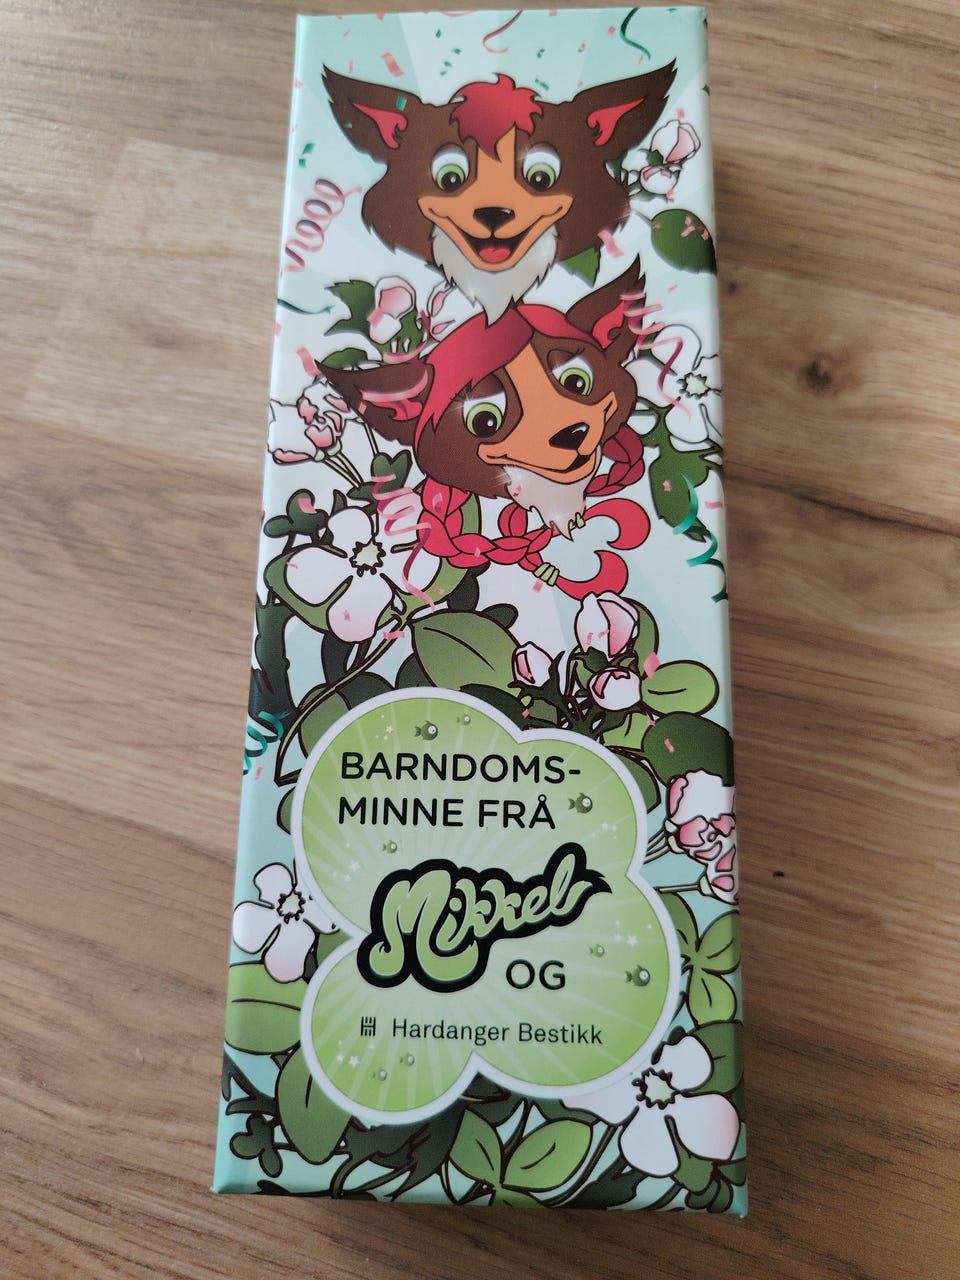 BARNDOMS-
MINNE FRÅ
Mikkel
OG
Hardanger Bestikk